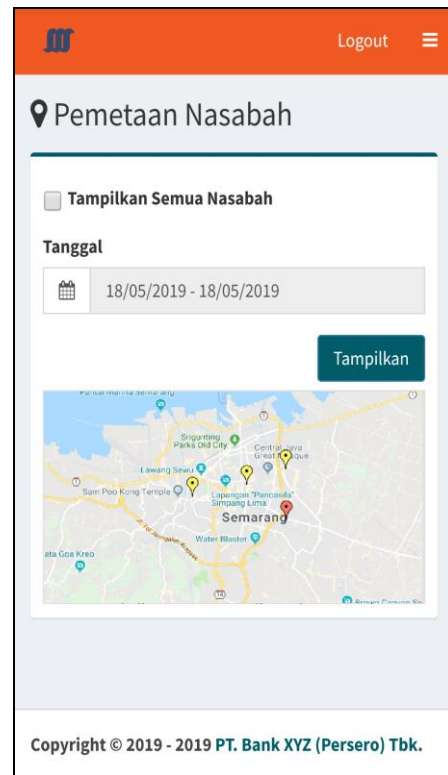 Logout
Pemetaan Nasabah
Tampilkan Semua Nasabah
Tanggal
18/05/2019 - 18/05/2019
Tampilkan
Srigunting
Parks Old City
Central Java
Great Mosque
Lawang Sewu
Sam Poo Kong Temple
Lapangan "Pancasila"
Simpang Lima
Semarang
Water Blaster
ata Goa Kreo
14
Copyright © 2019 - 2019 PT. Bank XYZ (Persero) Tbk.